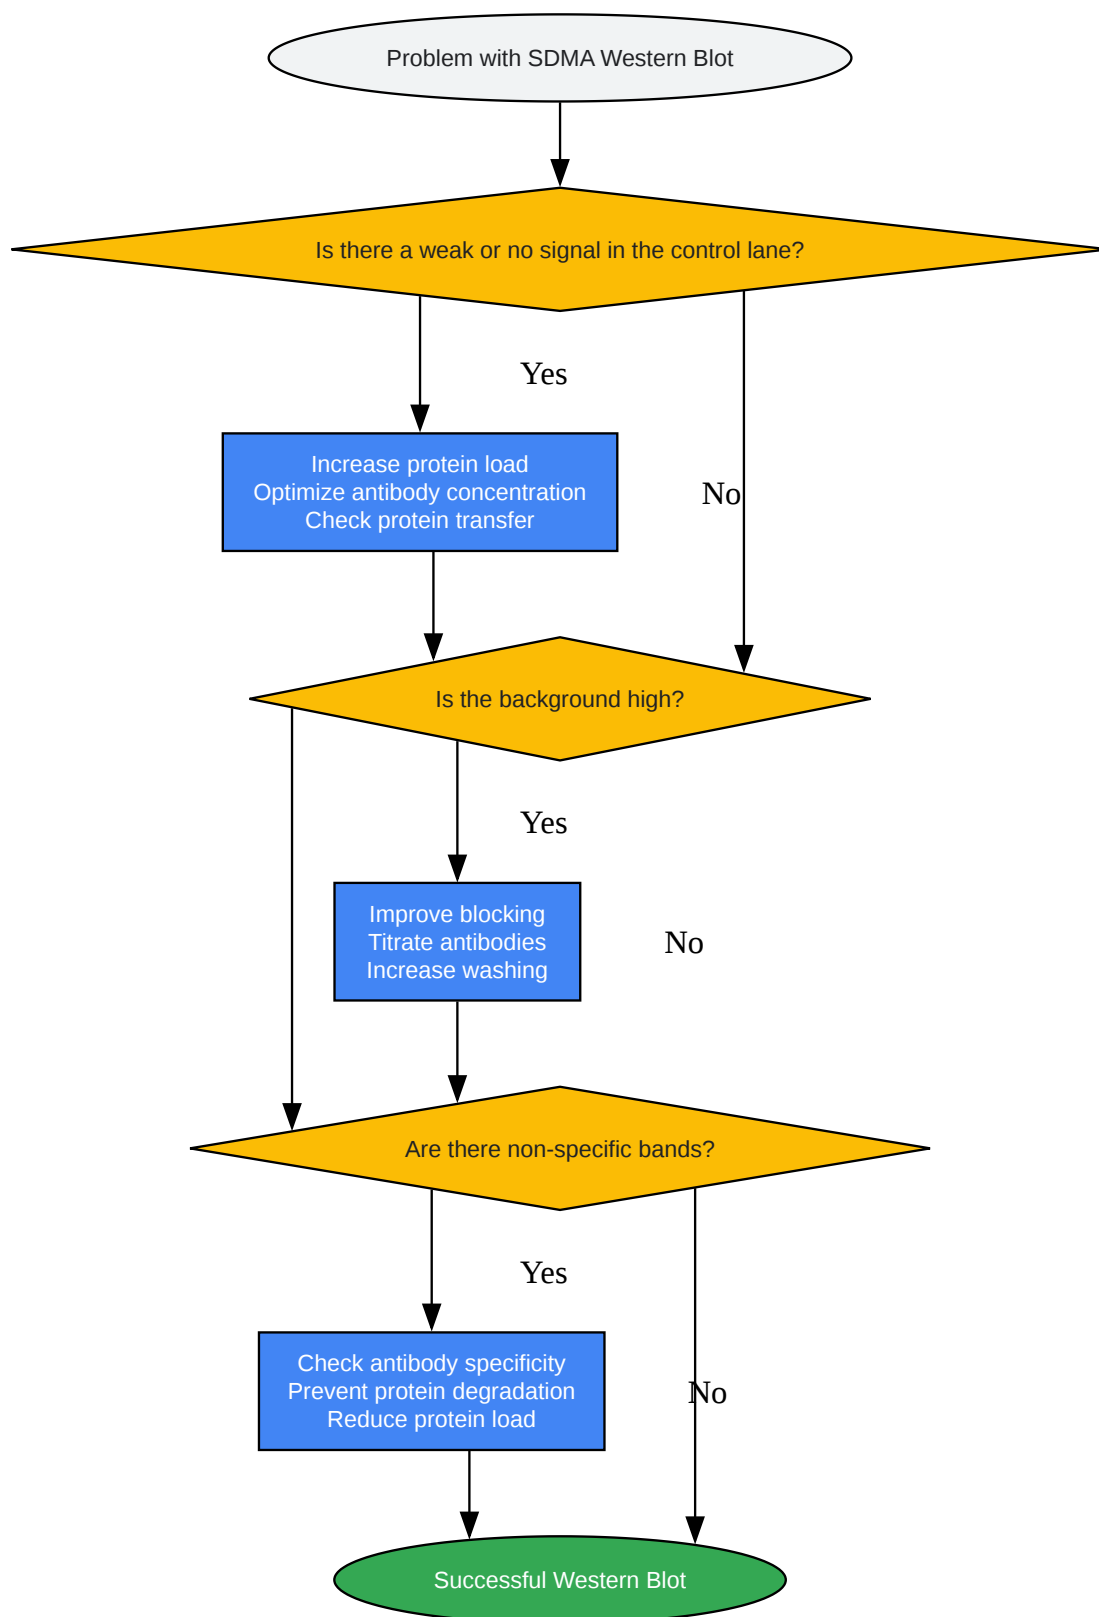 Problem with SDMA Western Blot
Is there a weak or no signal in the control lane?
Yes
Increase protein load
Optimize antibody concentration
Check protein transfer
No
Is the background high?
Yes
Improve blocking
Titrate antibodies
Increase washing
No
Are there non-specific bands?
Yes
Check antibody specificity
Prevent protein degradation
Reduce protein load
No
Successful Western Blot